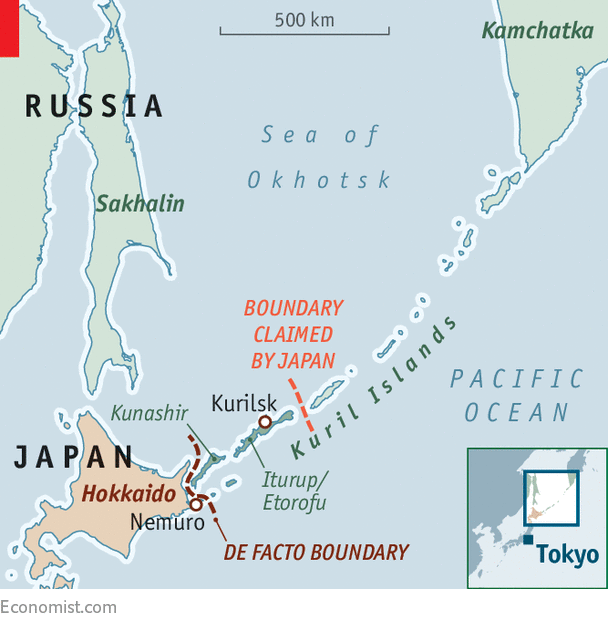 500 km
Kamchatka
RUSSIA
Sea of
Okhotsk
Sakhalin
BOUNDARY
CLAIMED
BY JAPAN
Kuril Islands
PACIFIC
OCEAN
Kurilsk
Kunashir
JAPAN
Hokkaido
Iturup/
Etorofu
Nemuro
DE FACTO BOUNDARY
Tokyo
Economist.com